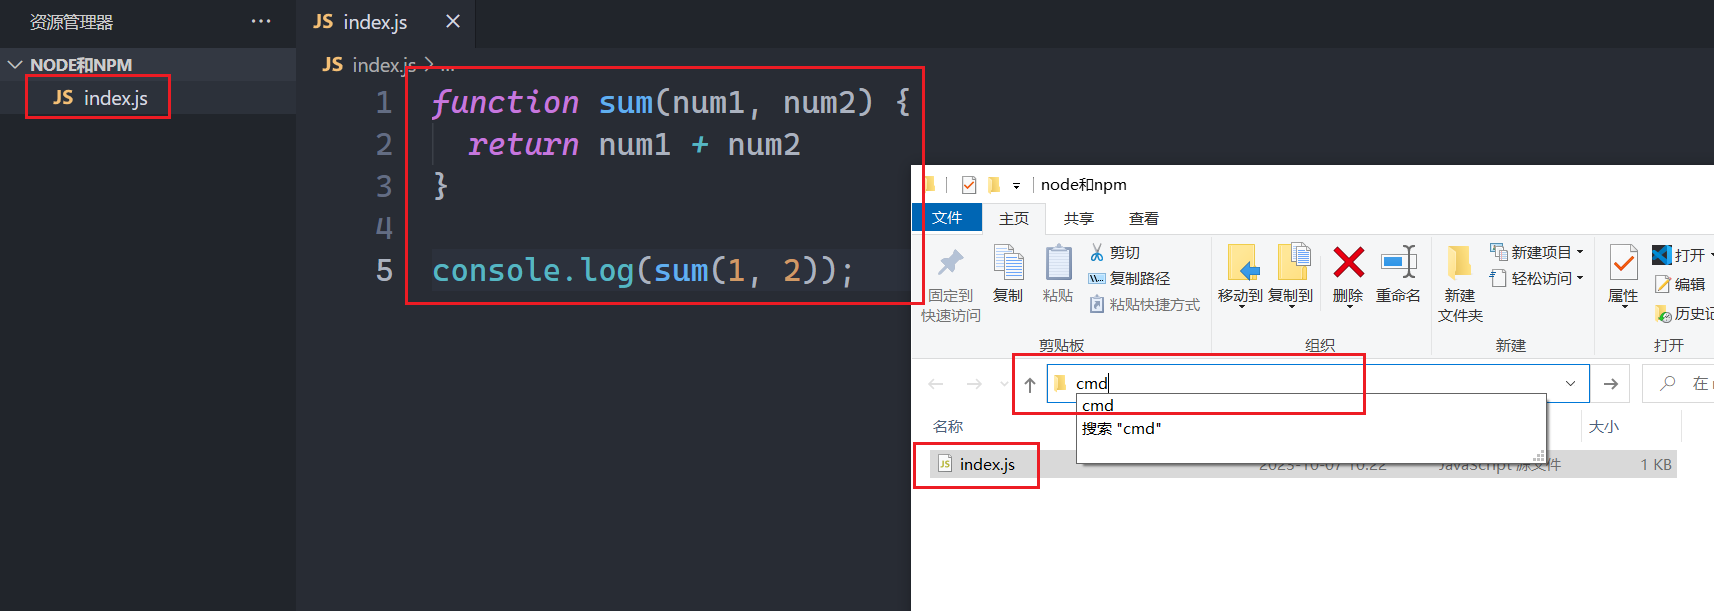 资源管理器 ···
JS index.js ×
NODE和NPM
JS index.js
JS index.js > ...
1 function sum(num1, num2) {
2 return num1 + num2
3 }
4
5 console.log(sum(1, 2));
node和npm
文件 主页 共享 查看
固定到
快速访问
复制
粘贴
剪切
复制路径
粘贴快捷方式
剪贴板
移动到
复制到
删除
重命名
组织
新建
文件夹
新建项目
轻松访问
新建
属性
打开
编辑
历史记
打开
cmd
在
cmd
搜索 "cmd"
名称 大小
JS index.js 2023-10-07 16:22 JavaScript 源文件 1 KB